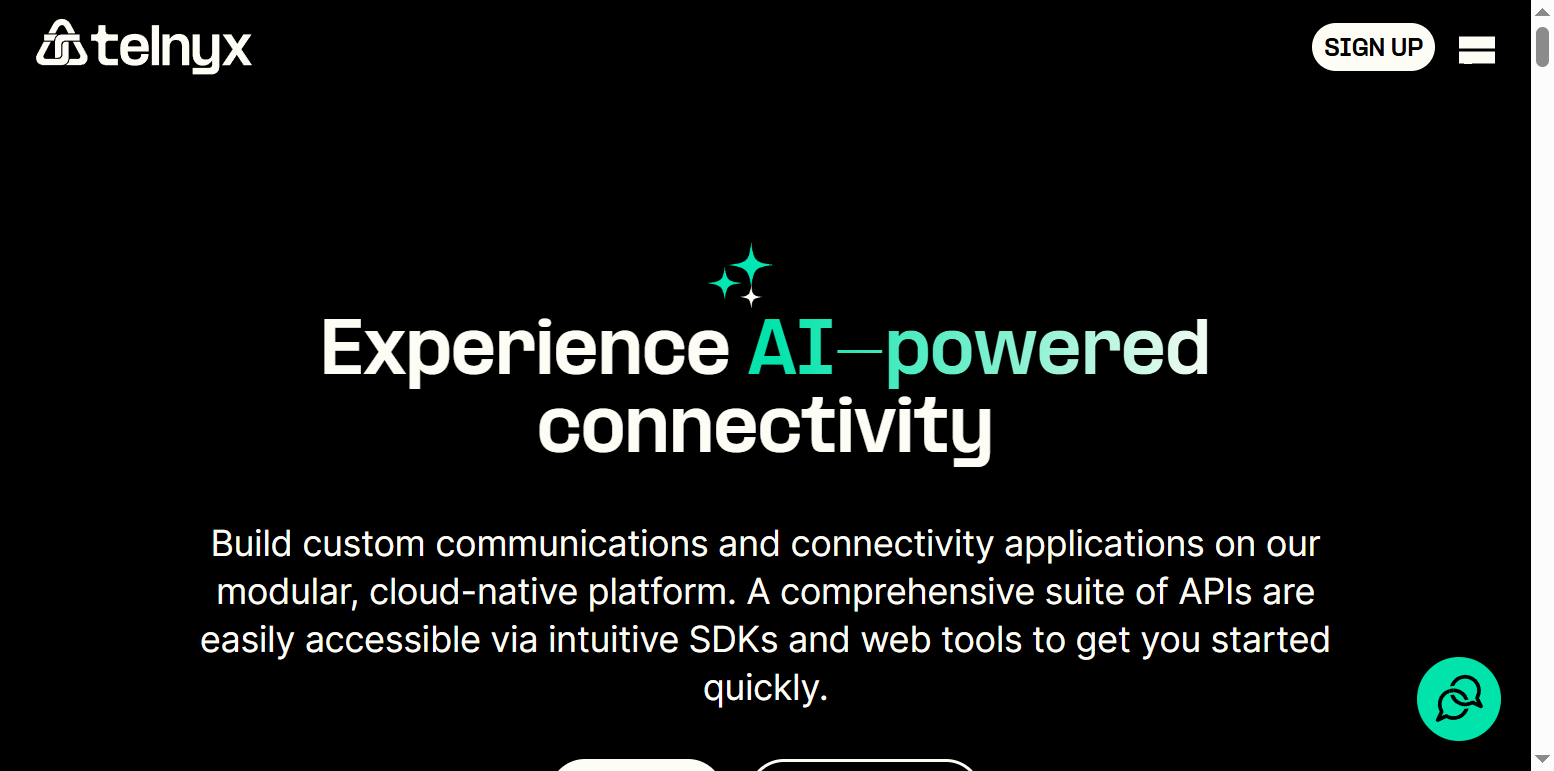 telnyx
SIGN UP
Experience AI—powered
connectivity
Build custom communications and connectivity applications on our
modular, cloud-native platform. A comprehensive suite of APIs are
easily accessible via intuitive SDKs and web tools to get you started
quickly.